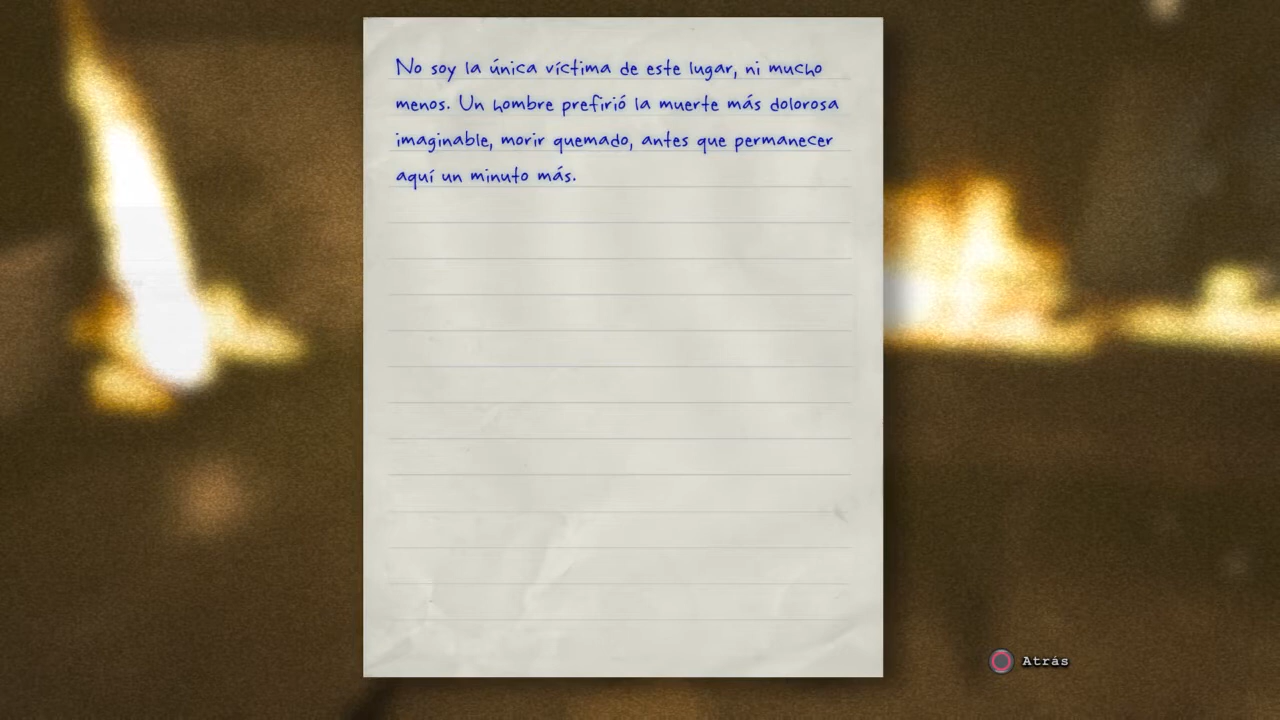 No soy la única víctima de este lugar, ni mucho
menos. Un hombre prefirió la muerte más dolorosa
imaginable, morir quemado, antes que permanecer
aquí un minuto más.
Atrás